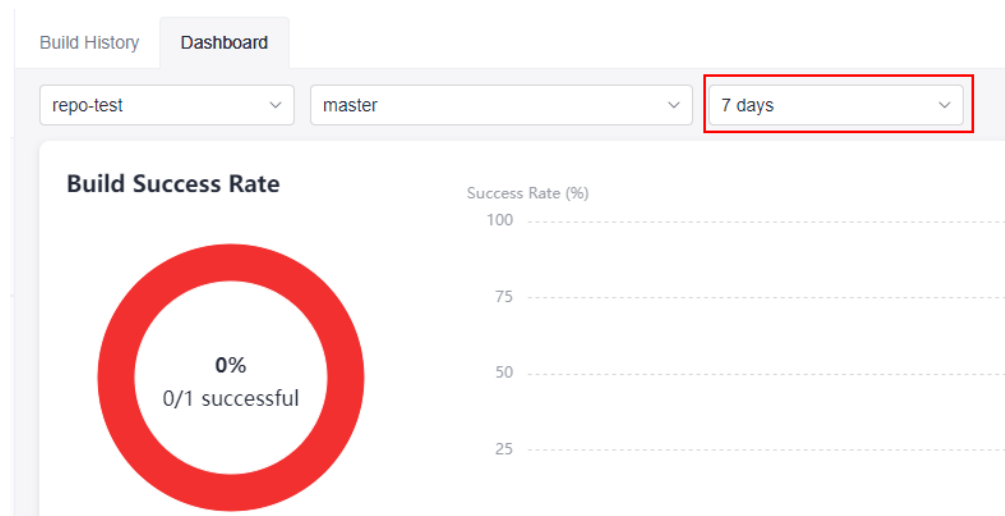 Build History Dashboard
repo-test master 7 days
Build Success Rate
Success Rate (%)
100
75
0%
50
0/1 successful
25